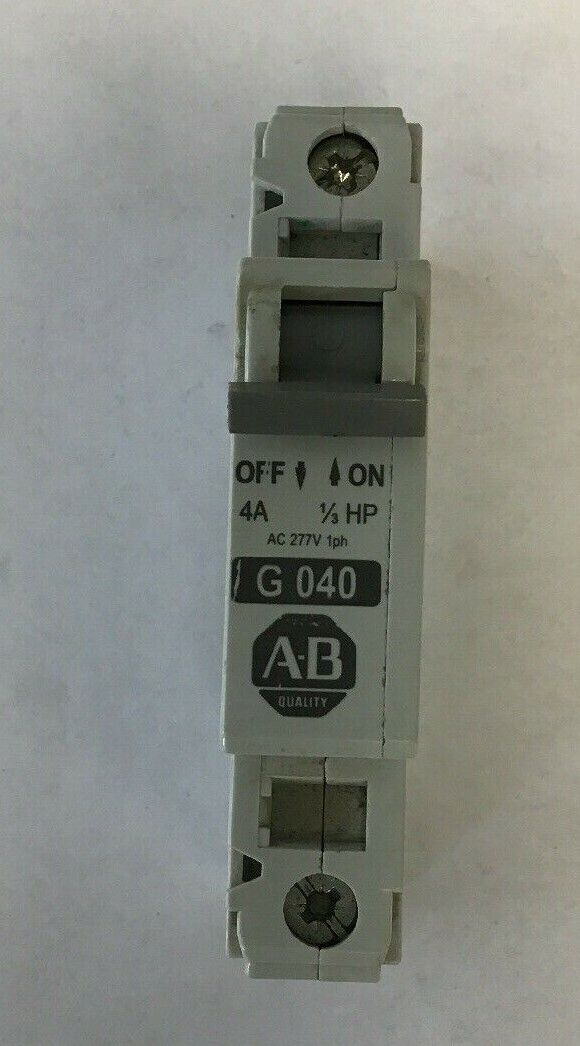 OFF ON
4A ⅓ HP
AC 277V 1ph
G 040
A-B
QUALITY